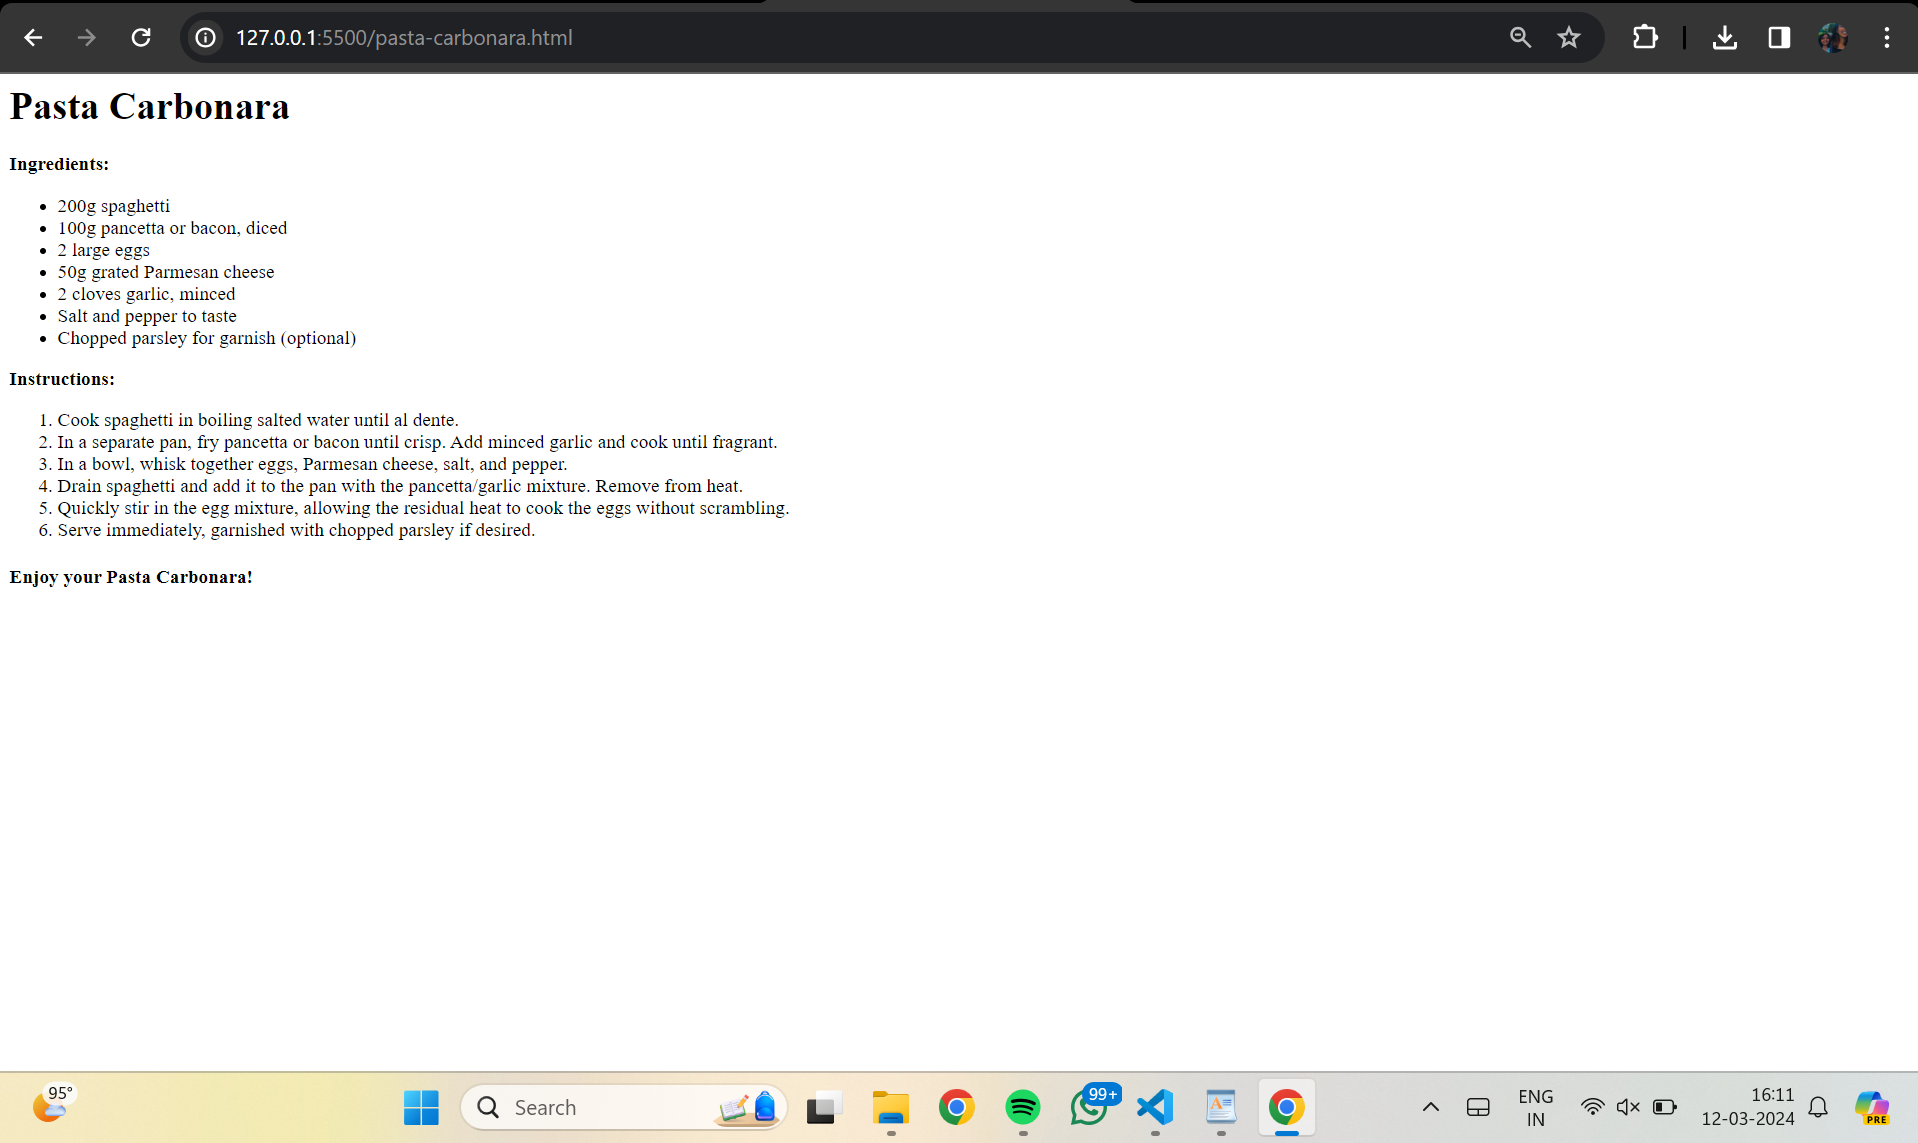 127.0.0.1:5500/pasta-carbonara.html
Pasta Carbonara
Ingredients:
200g spaghetti
100g pancetta or bacon, diced
2 large eggs
50g grated Parmesan cheese
2 cloves garlic, minced
Salt and pepper to taste
Chopped parsley for garnish (optional)
Instructions:
1. Cook spaghetti in boiling salted water until al dente.
2. In a separate pan, fry pancetta or bacon until crisp. Add minced garlic and cook until fragrant.
3. In a bowl, whisk together eggs, Parmesan cheese, salt, and pepper.
4. Drain spaghetti and add it to the pan with the pancetta/garlic mixture. Remove from heat.
5. Quickly stir in the egg mixture, allowing the residual heat to cook the eggs without scrambling.
6. Serve immediately, garnished with chopped parsley if desired.
Enjoy your Pasta Carbonara!
95°
Search
99+
ENG
IN
16:11
12-03-2024
PRE